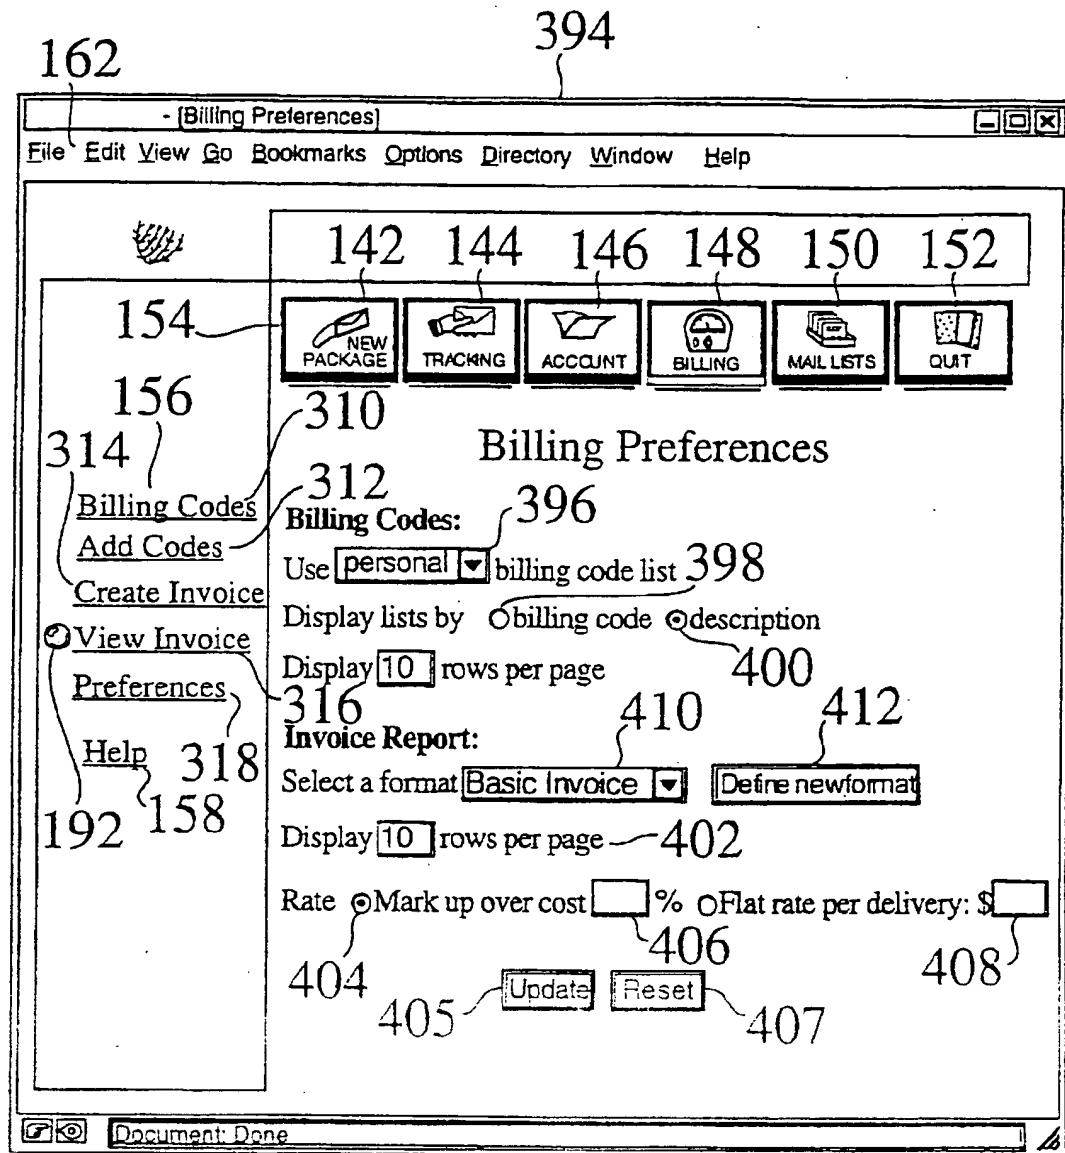 394
162
- [Billing Preferences]
File Edit View Go Bookmarks Options Directory Window Help
142 144 146 148 150 152
154
NEW PACKAGE
TRACKING
ACCOUNT
BILLING
MAIL LISTS
QUIT
156
310
314
Billing Preferences
312
Billing Codes
396
Billing Codes:
Add Codes
Use personal billing code list 398
Create Invoice
Display lists by billing code description
View Invoice
Display 10 rows per page 400
Preferences
316
410 412
Invoice Report:
Help
318
Select a format Basic Invoice Define newformat
192
158
Display 10 rows per page 402
Rate Mark up over cost % Flat rate per delivery: $
404 406 408
405 Update Reset 407
Document: Done